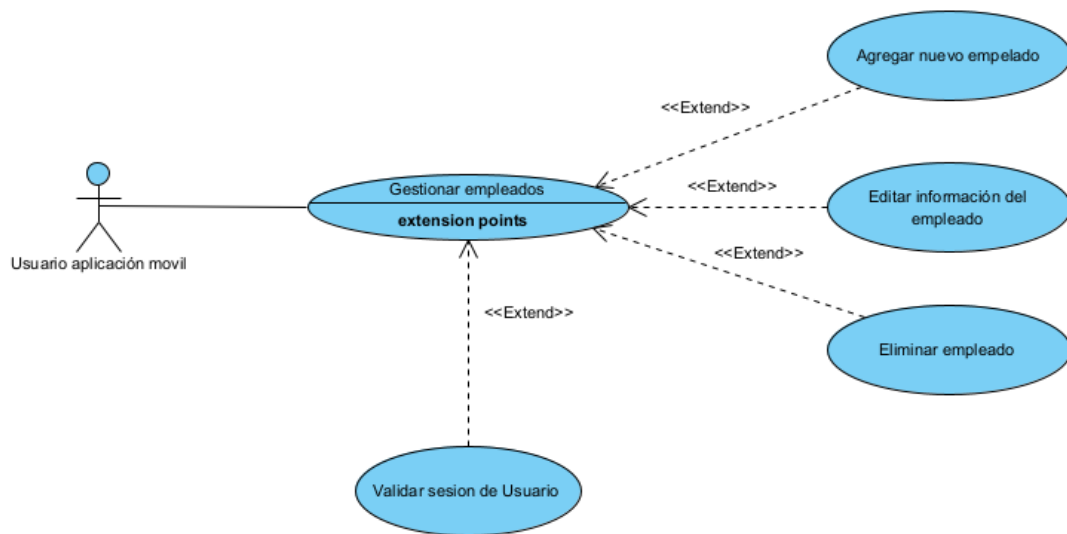 Agregar nuevo empelado
<<Extend>>
Gestionar empleados
extension points
<<Extend>>
Editar información del
empleado
Usuario aplicación movil
<<Extend>>
<<Extend>>
Eliminar empleado
Validar sesion de Usuario